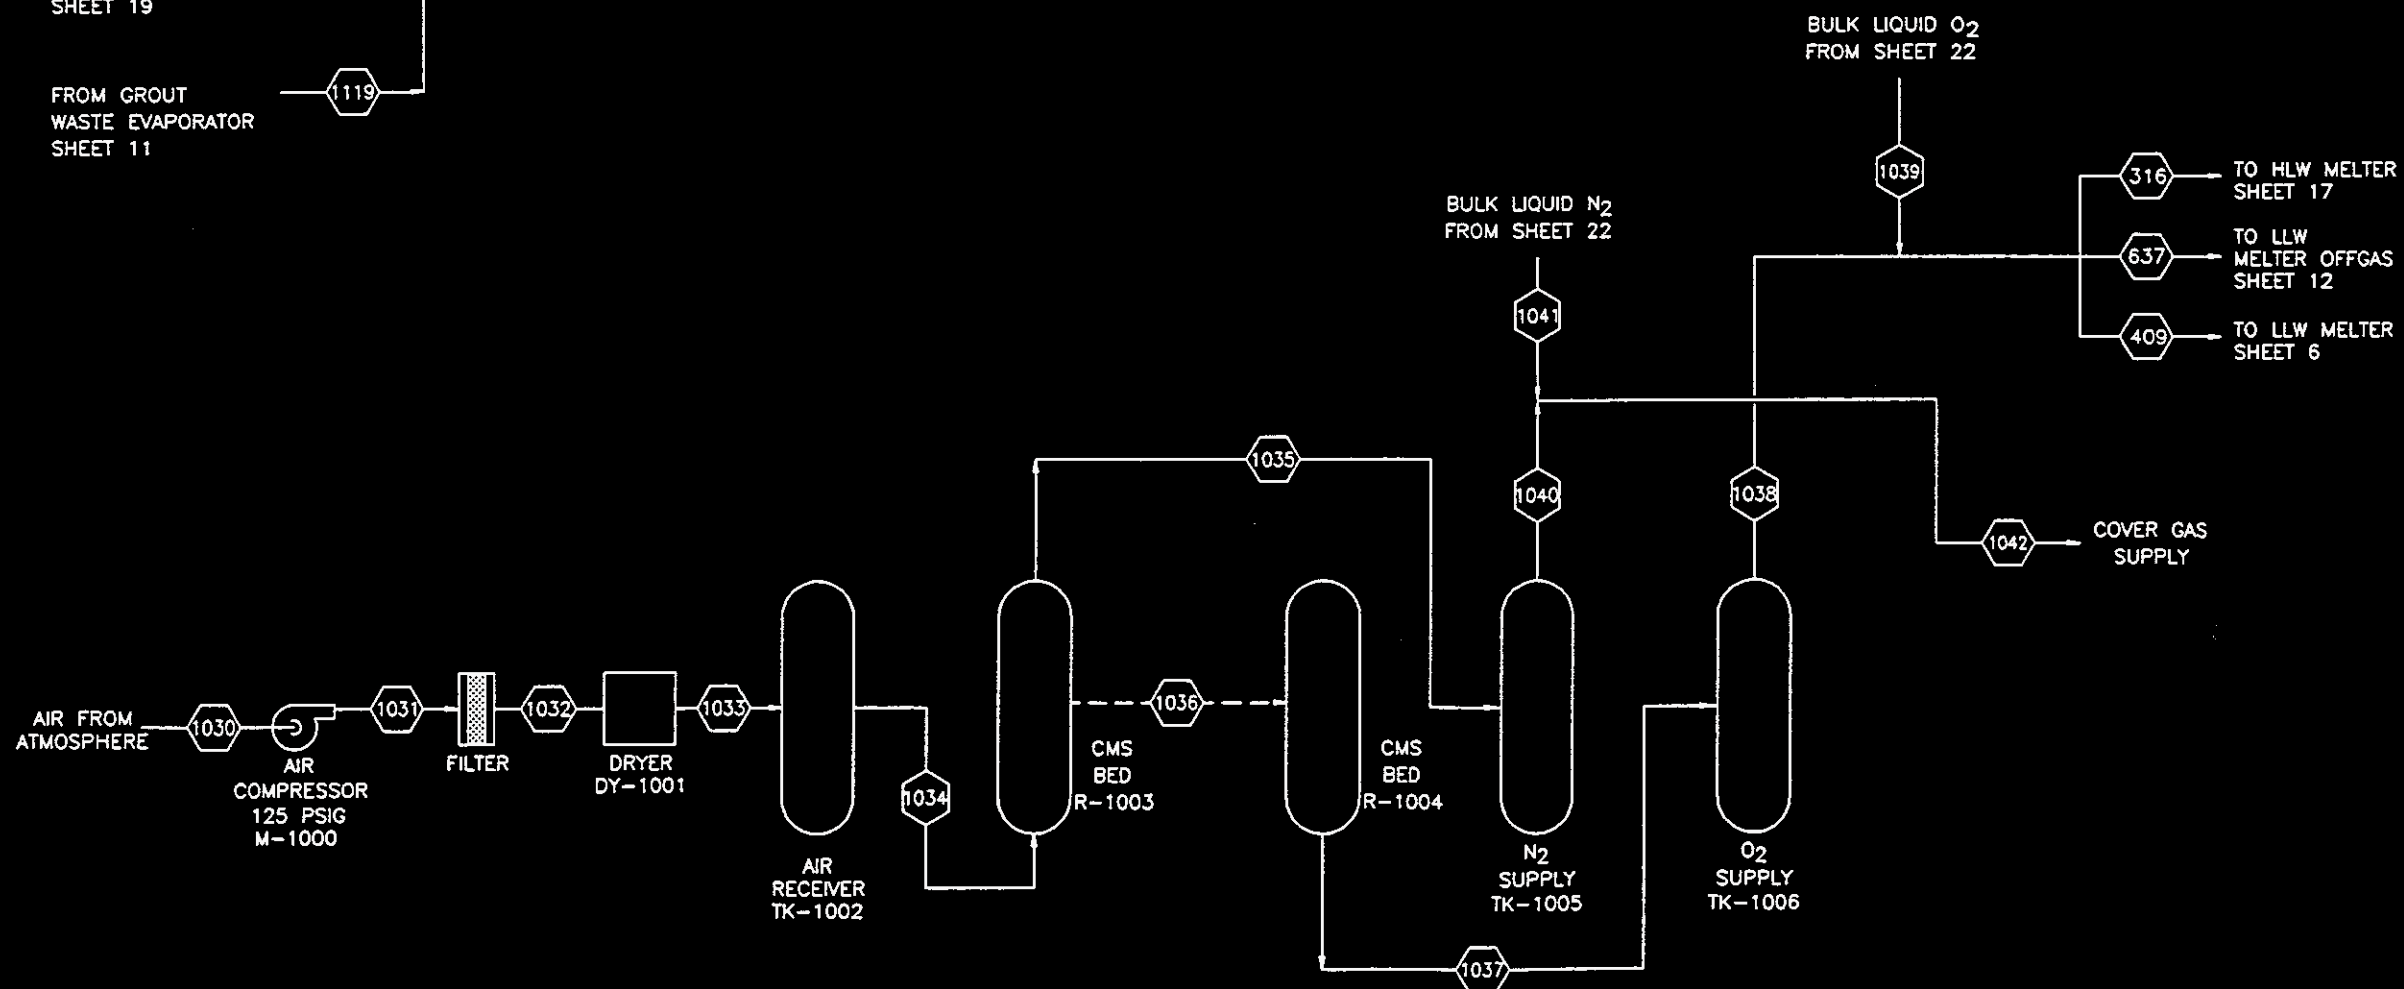 SHEET 19
FROM GROUT
WASTE EVAPORATOR
SHEET 11
1119
BULK LIQUID O2
FROM SHEET 22
1039
316
TO HLW MELTER
SHEET 17
637
TO LLW
MELTER OFFGAS
SHEET 12
409
TO LLW MELTER
SHEET 6
BULK LIQUID N2
FROM SHEET 22
1041
1035
1040
1038
1042
COVER GAS
SUPPLY
AIR FROM
ATMOSPHERE
1030
AIR
COMPRESSOR
125 PSIG
M-1000
1031
FILTER
1032
DRYER
DY-1001
1033
AIR
RECEIVER
TK-1002
1034
CMS
BED
R-1003
1036
CMS
BED
R-1004
1037
N2
SUPPLY
TK-1005
O2
SUPPLY
TK-1006